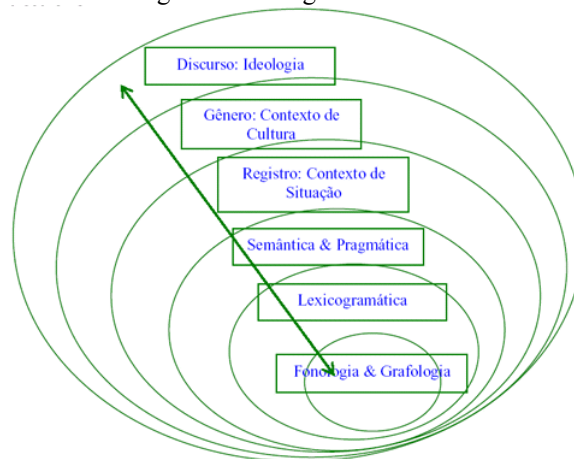 Discurso: Ideologia
Gênero: Contexto de
Cultura
Registro: Contexto de
Situação
Semântica & Pragmática
Lexicogramática
Fonologia & Grafologia